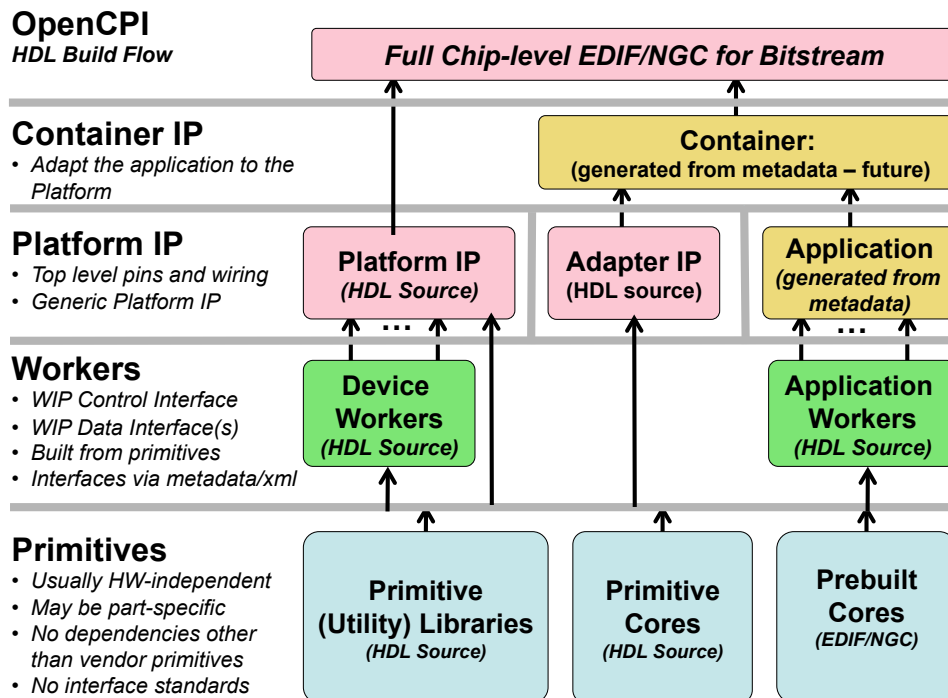 OpenCPI
HDL Build Flow
Full Chip-level EDIF/NGC for Bitstream
Container IP
• Adapt the application to the
Platform
Container:
(generated from metadata – future)
Platform IP
• Top level pins and wiring
• Generic Platform IP
Platform IP
(HDL Source)
...
Adapter IP
(HDL source)
Application
(generated from
metadata)
...
Workers
• WIP Control Interface
• WIP Data Interface(s)
• Built from primitives
• Interfaces via metadata/xml
Device
Workers
(HDL Source)
Application
Workers
(HDL Source)
Primitives
• Usually HW-independent
• May be part-specific
• No dependencies other
than vendor primitives
• No interface standards
Primitive
(Utility) Libraries
(HDL Source)
Primitive
Cores
(HDL Source)
Prebuilt
Cores
(EDIF/NGC)